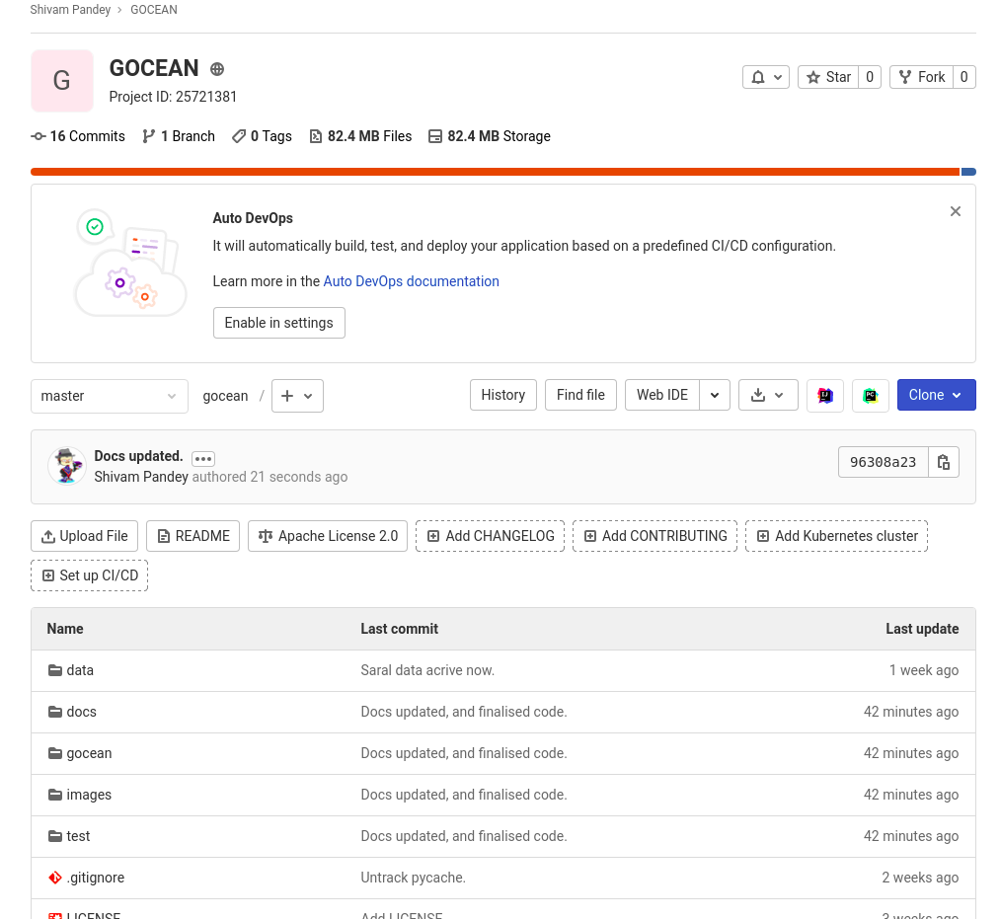 Shivam Pandey > GOCEAN
G
GOCEAN
Project ID: 25721381
Star 0 Fork 0
16 Commits 1 Branch 0 Tags 82.4 MB Files 82.4 MB Storage
Auto DevOps
It will automatically build, test, and deploy your application based on a predefined CI/CD configuration.
Learn more in the Auto DevOps documentation
Enable in settings
master gocean / + History Find file Web IDE Clone
Docs updated. •••
Shivam Pandey authored 21 seconds ago
96308a23
Upload File README Apache License 2.0 Add CHANGELOG Add CONTRIBUTING Add Kubernetes cluster
Set up CI/CD
Name Last commit Last update
data Saral data acrive now. 1 week ago
docs Docs updated, and finalised code. 42 minutes ago
gocean Docs updated, and finalised code. 42 minutes ago
images Docs updated, and finalised code. 42 minutes ago
test Docs updated, and finalised code. 42 minutes ago
.gitignore Untrack pycache. 2 weeks ago
LICENSE Add LICENSE 3 weeks ago